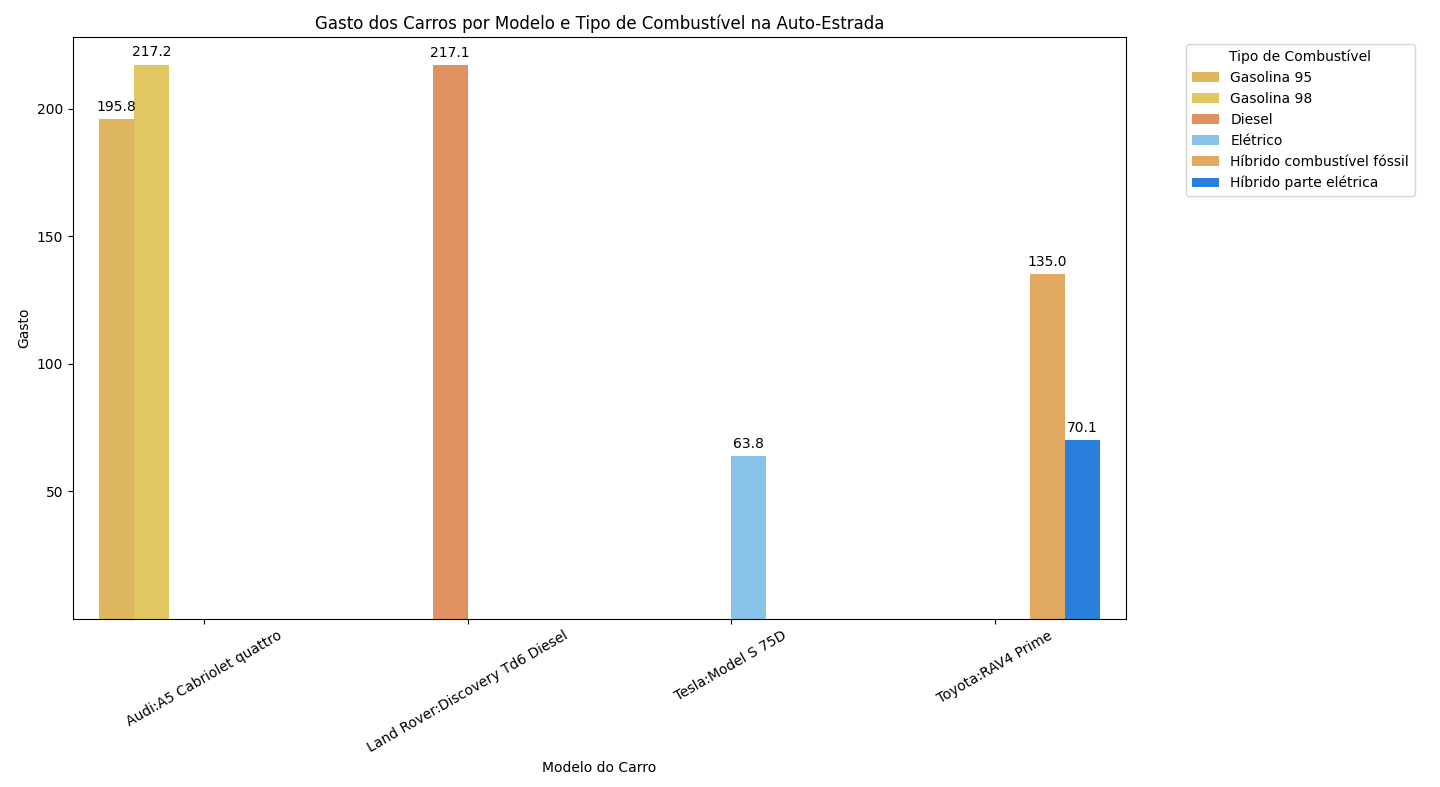 Gasto dos Carros por Modelo e Tipo de Combustível na Auto-Estrada
Tipo de Combustível
Gasolina 95
Gasolina 98
Diesel
Elétrico
Híbrido combustível fóssil
Híbrido parte elétrica
Gasto
200
150
100
50
195.8
217.2
217.1
63.8
135.0
70.1
Audi:A5 Cabriolet quattro
Land Rover:Discovery Td6 Diesel
Tesla:Model S 75D
Toyota:RAV4 Prime
Modelo do Carro